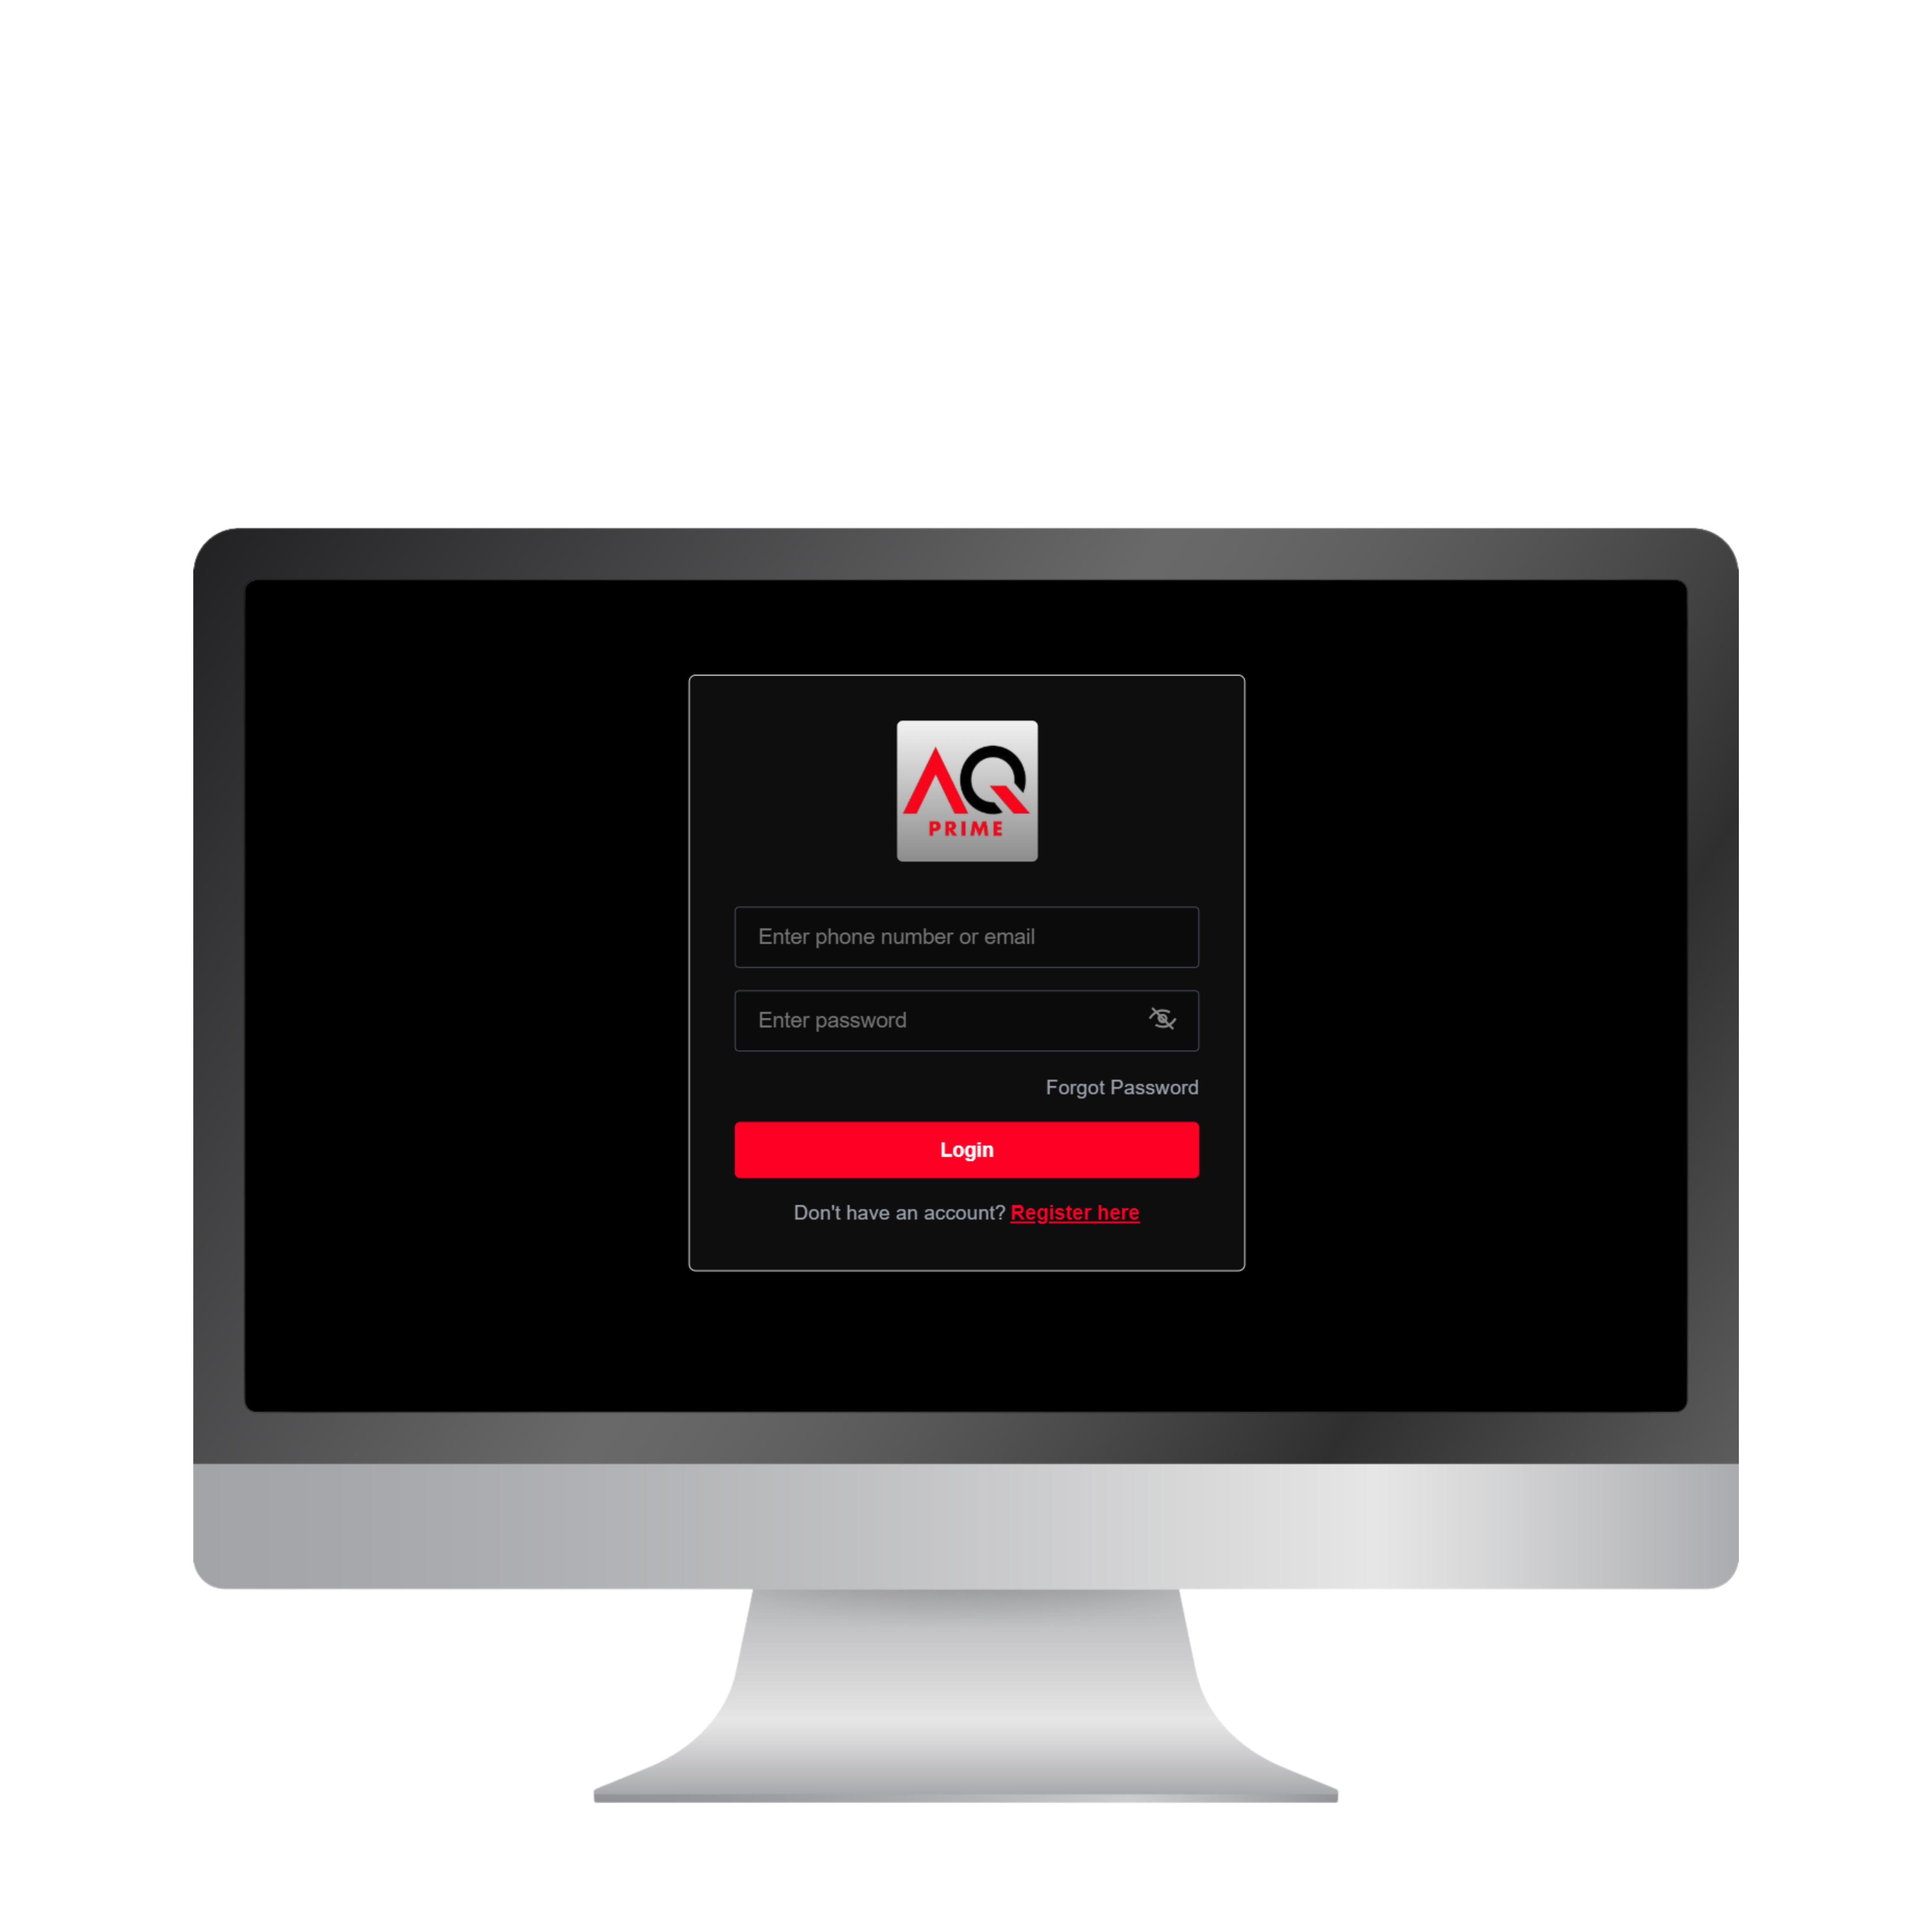 AQ
PRIME
Enter phone number or email
Enter password
Forgot Password
Login
Don't have an account? Register here